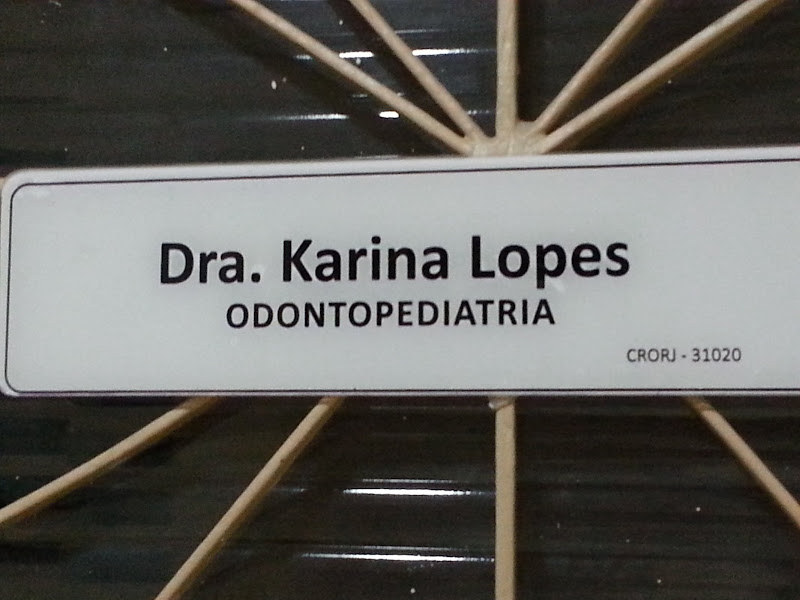 Dra. Karina Lopes
ODONTOPEDIATRIA
CRORJ - 31020